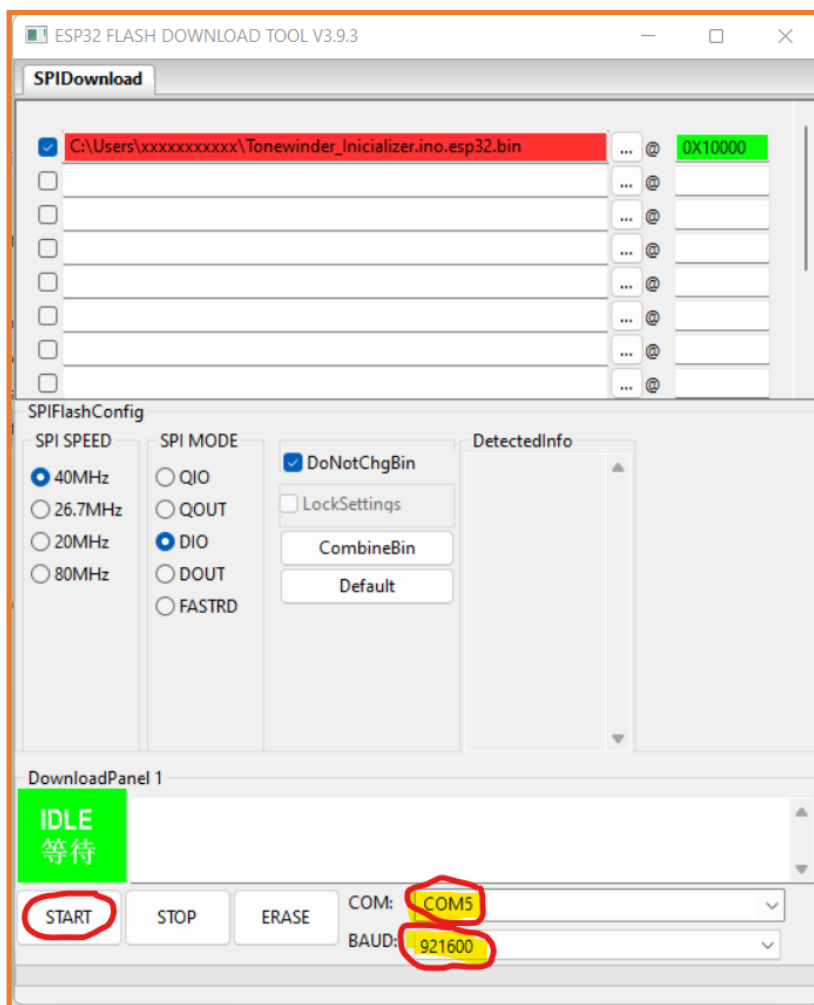 ESP32 FLASH DOWNLOAD TOOL V3.9.3
SPIDownload
C:\Users\xxxxxxxxxxx\Tonewinder_Inicializer.ino.esp32.bin ... @ 0X10000
... @
... @
... @
... @
... @
... @
... @
SPIFlashConfig
SPI SPEED
40MHz
26.7MHz
20MHz
80MHz
SPI MODE
QIO
QOUT
DIO
DOUT
FASTRD
DoNotChgBin
LockSettings
CombineBin
Default
DetectedInfo
DownloadPanel 1
IDLE
等待
START STOP ERASE
COM: COM5
BAUD: 921600